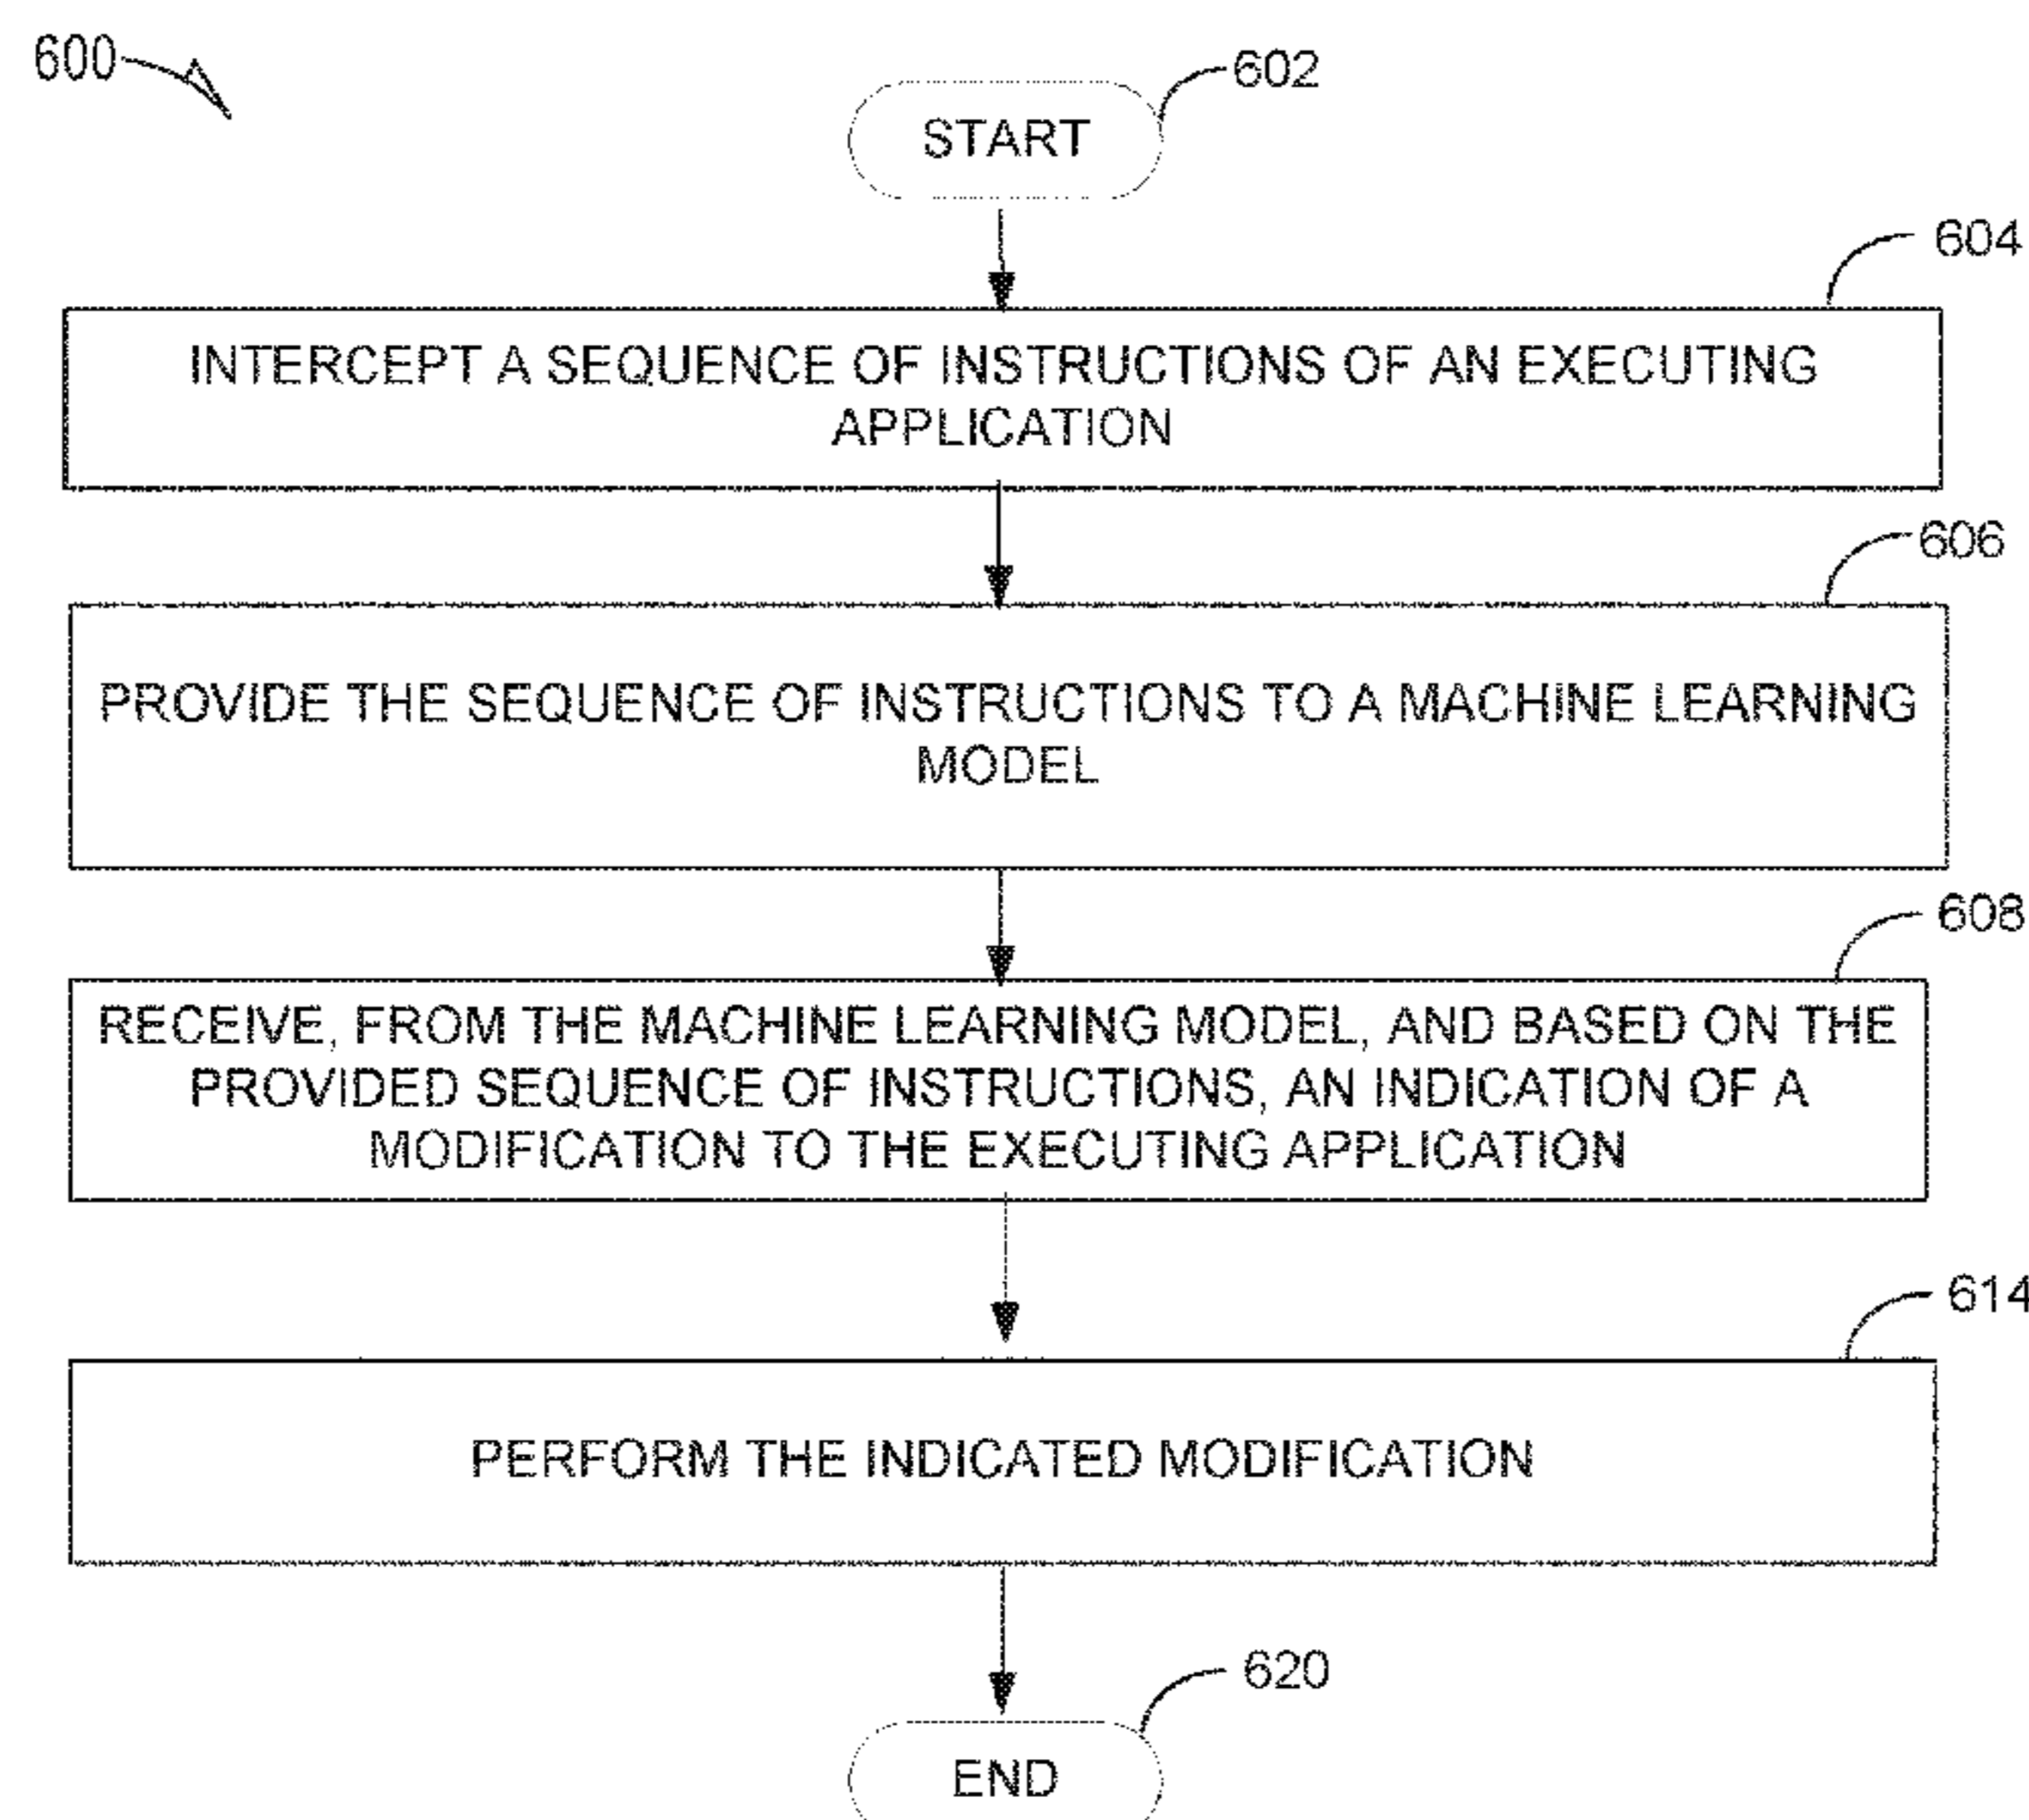 600
602
START
604
INTERCEPT A SEQUENCE OF INSTRUCTIONS OF AN EXECUTING
APPLICATION
606
PROVIDE THE SEQUENCE OF INSTRUCTIONS TO A MACHINE LEARNING
MODEL
608
RECEIVE, FROM THE MACHINE LEARNING MODEL, AND BASED ON THE
PROVIDED SEQUENCE OF INSTRUCTIONS, AN INDICATION OF A
MODIFICATION TO THE EXECUTING APPLICATION
614
PERFORM THE INDICATED MODIFICATION
620
END